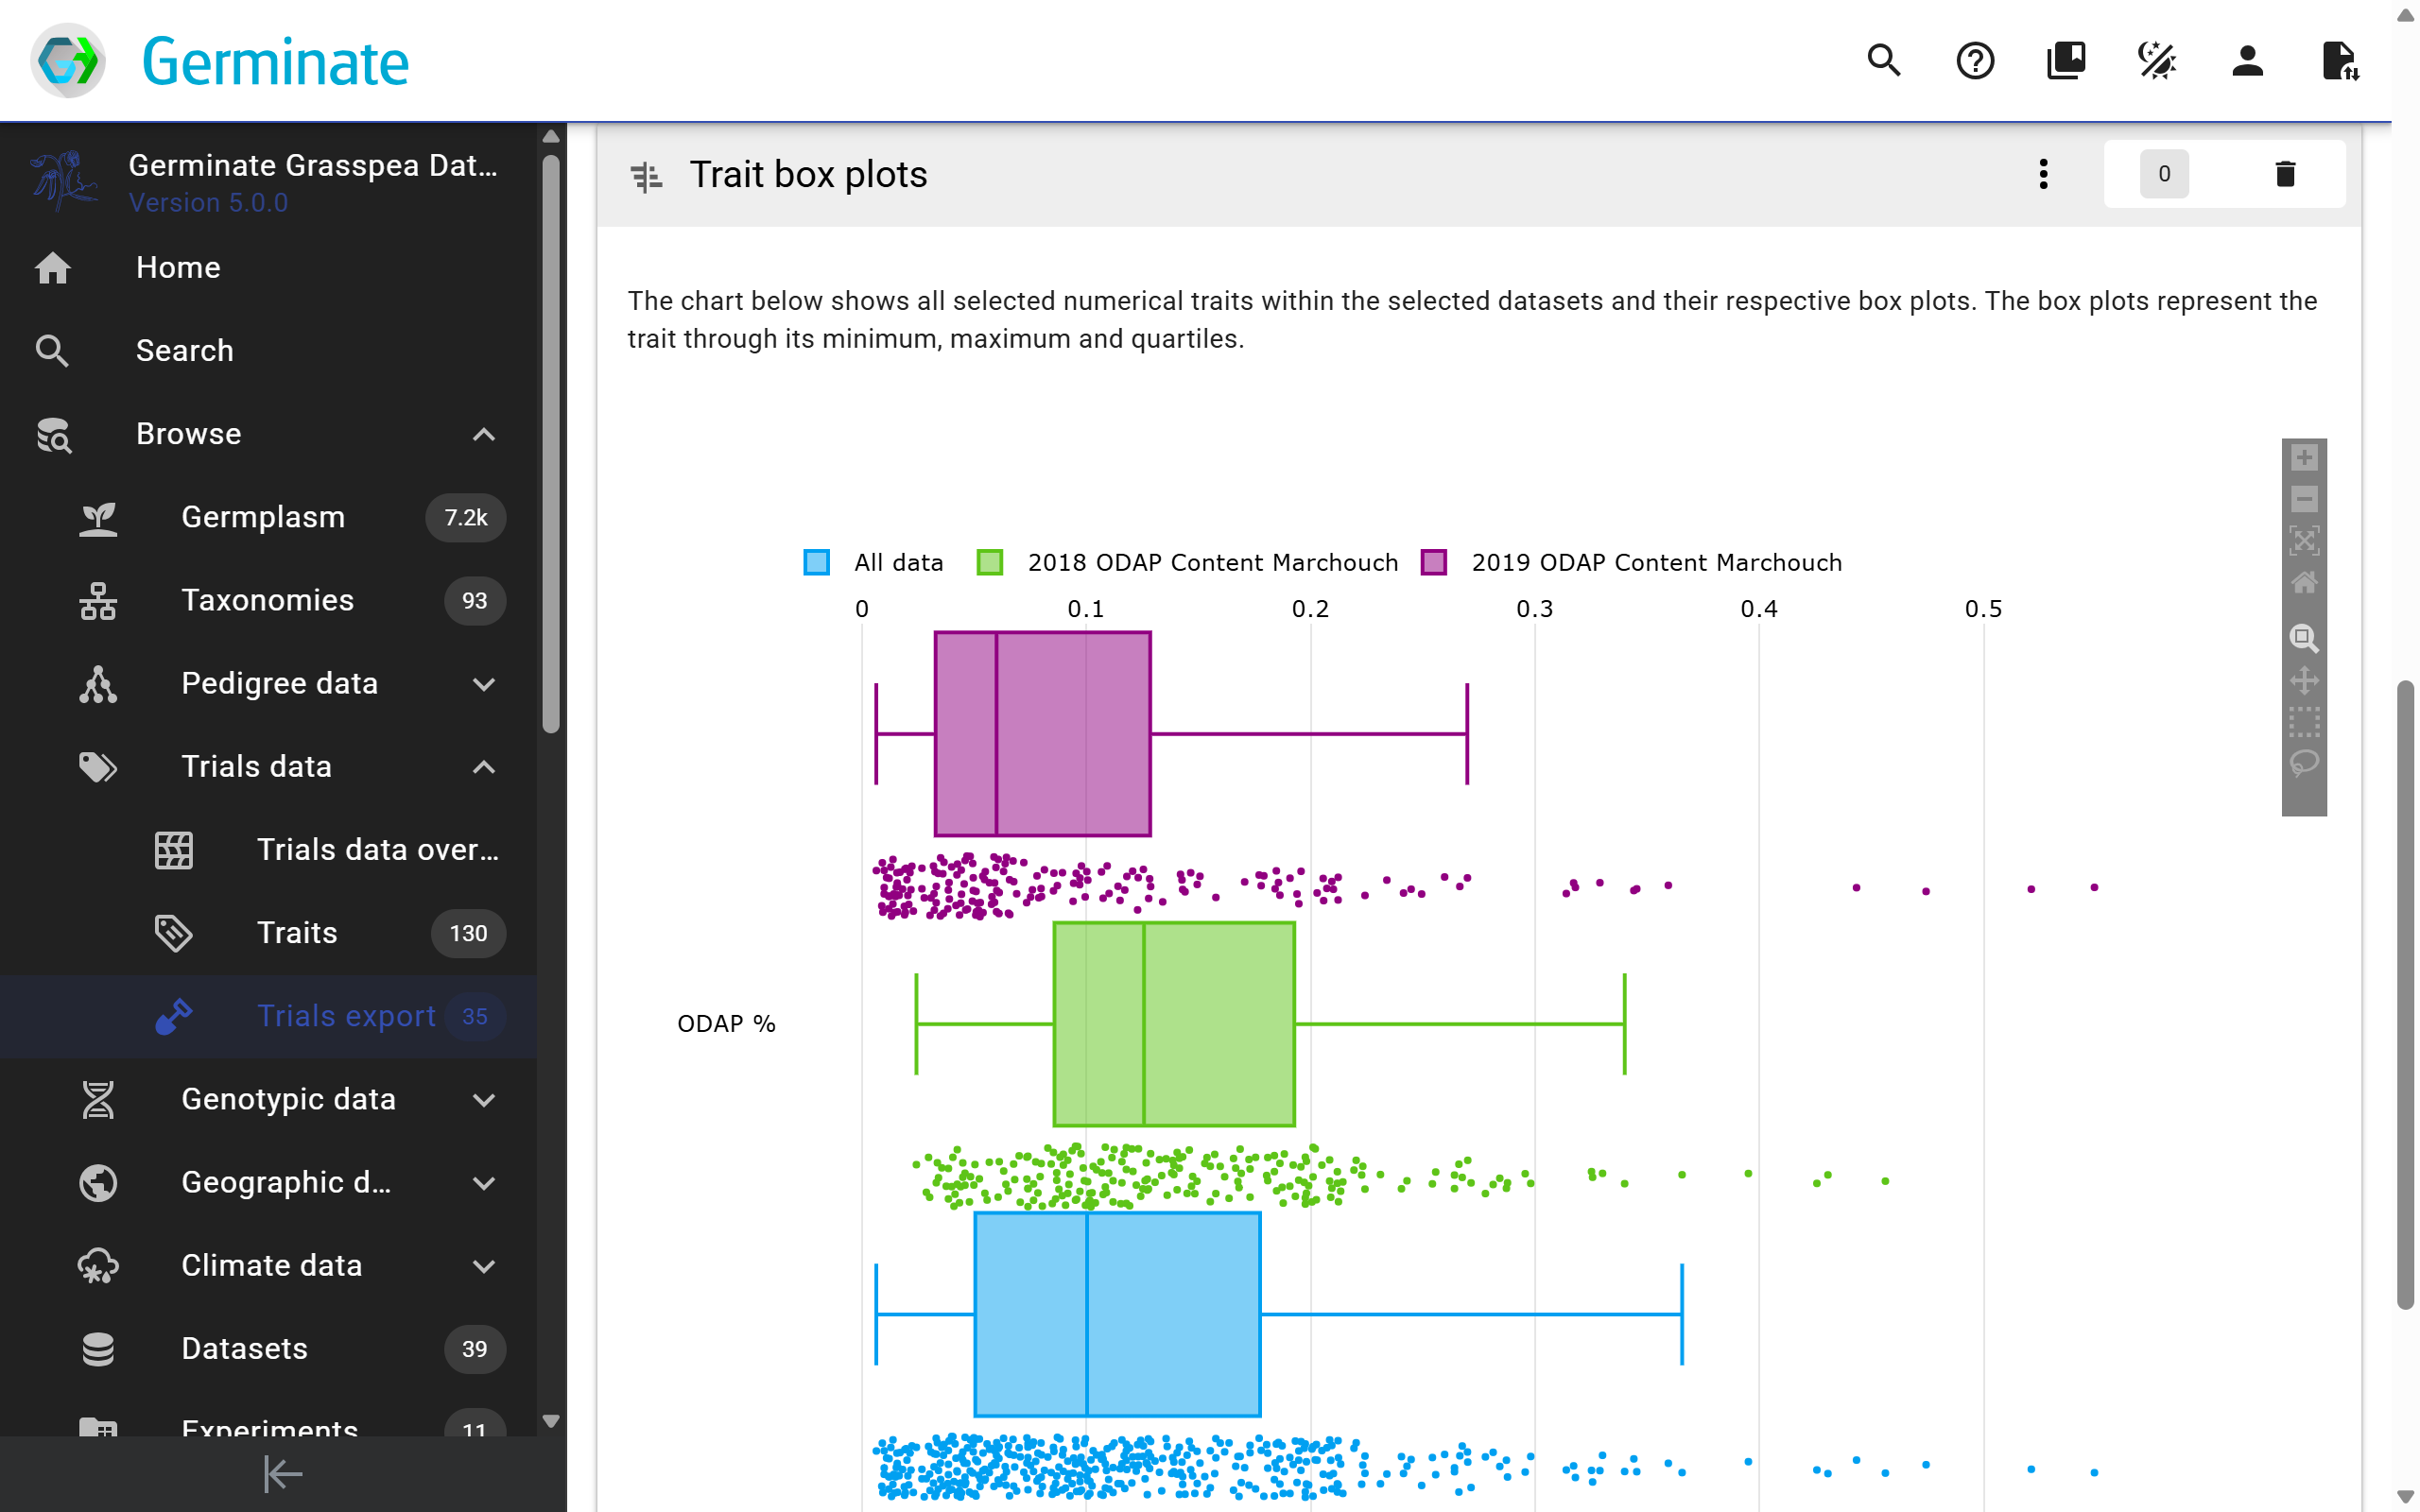 Germinate
Germinate Grasspea Dat...
Version 5.0.0
Home
Search
Browse
Germplasm 7.2k
Taxonomies 93
Pedigree data
Trials data
Trials data over...
Traits 130
Trials export 35
Genotypic data
Geographic d...
Climate data
Datasets 39
Experiments 11
Trait box plots
0
The chart below shows all selected numerical traits within the selected datasets and their respective box plots. The box plots represent the
trait through its minimum, maximum and quartiles.
All data 2018 ODAP Content Marchouch 2019 ODAP Content Marchouch
0 0.1 0.2 0.3 0.4 0.5
ODAP %